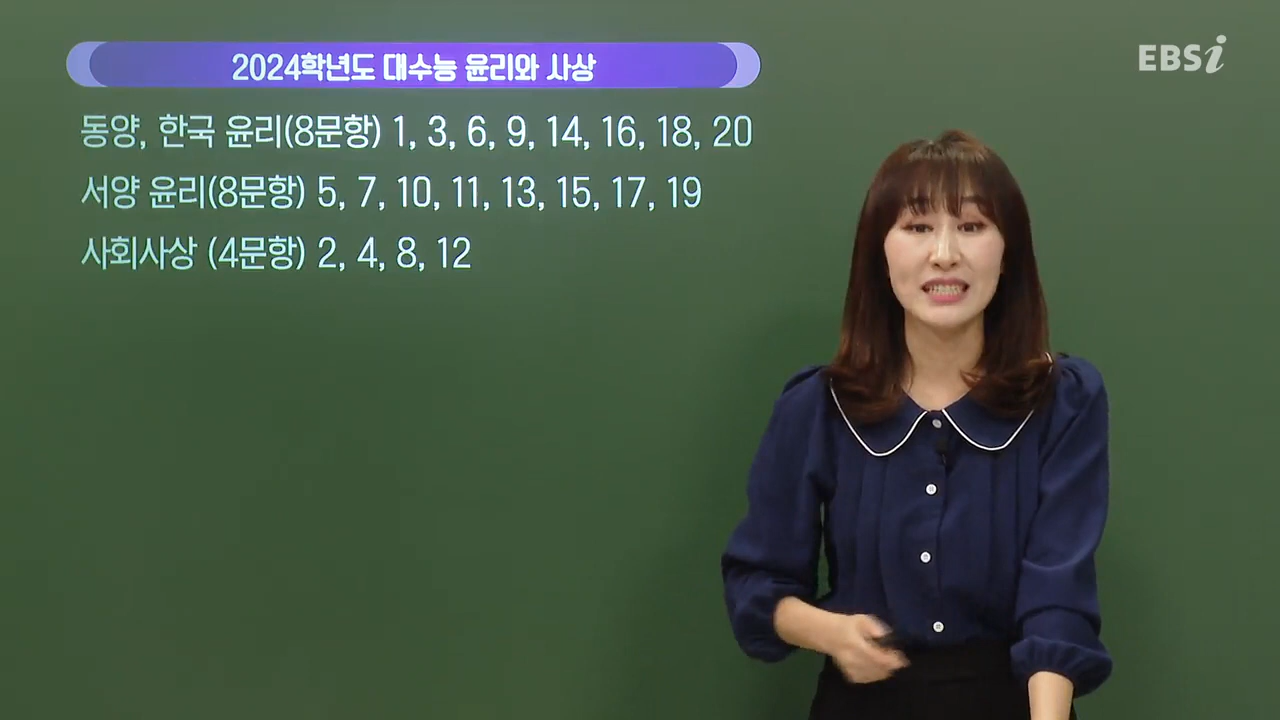 2024학년도 대수능 윤리와 사상
EBSi
동양, 한국 윤리(8문항) 1, 3, 6, 9, 14, 16, 18, 20
서양 윤리(8문항) 5, 7, 10, 11, 13, 15, 17, 19
사회사상 (4문항) 2, 4, 8, 12